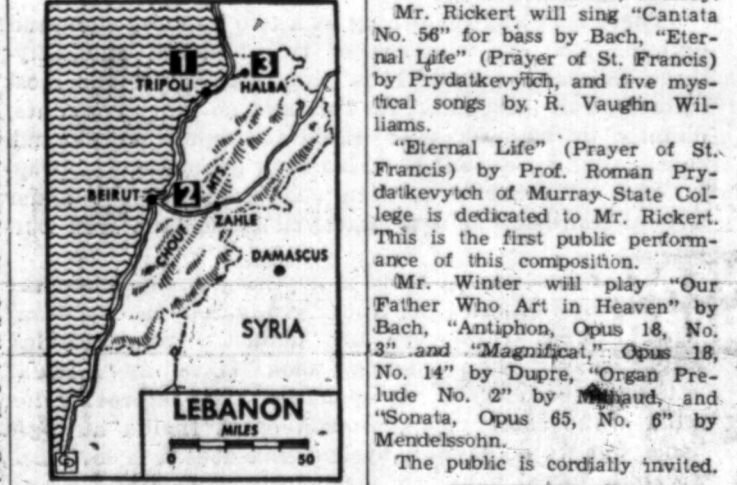 1
3
TRIPOLI
HALBA
MTS.
BEIRUT
2
ZAHLE
CHOUF
DAMASCUS
SYRIA
LEBANON
MILES
0 50
Mr. Rickert will sing “Cantata
No. 56” for bass by Bach, “Eter-
nal Life” (Prayer of St. Francis)
by Prydatkevytch, and five mys-
tical songs by R. Vaughn Wil-
liams.
“Eternal Life” (Prayer of St.
Francis) by Prof. Roman Pry-
datkevytch of Murray State Col-
lege is dedicated to Mr. Rickert.
This is the first public perform-
ance of this composition.
Mr. Winter will play “Our
Father Who Art in Heaven” by
Bach, “Antiphon, Opus 18, No.
3” and “Magnificat,” Opus 18,
No. 14” by Dupre, “Organ Pre-
lude No. 2” by Milhaud, and
“Sonata, Opus 65, No. 6” by
Mendelssohn.
The public is cordially invited.